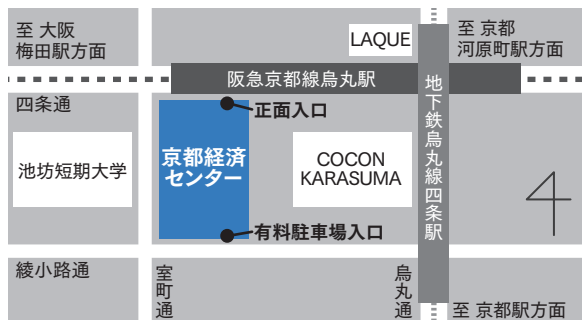 至 大阪
梅田駅方面
LAQUE
至 京都
河原町駅方面
阪急京都線烏丸駅
四条通
正面入口
地下鉄烏丸線四条駅
池坊短期大学
京都経済
センター
COCON
KARASUMA
4
有料駐車場入口
綾小路通
室町通
烏丸通
至 京都駅方面